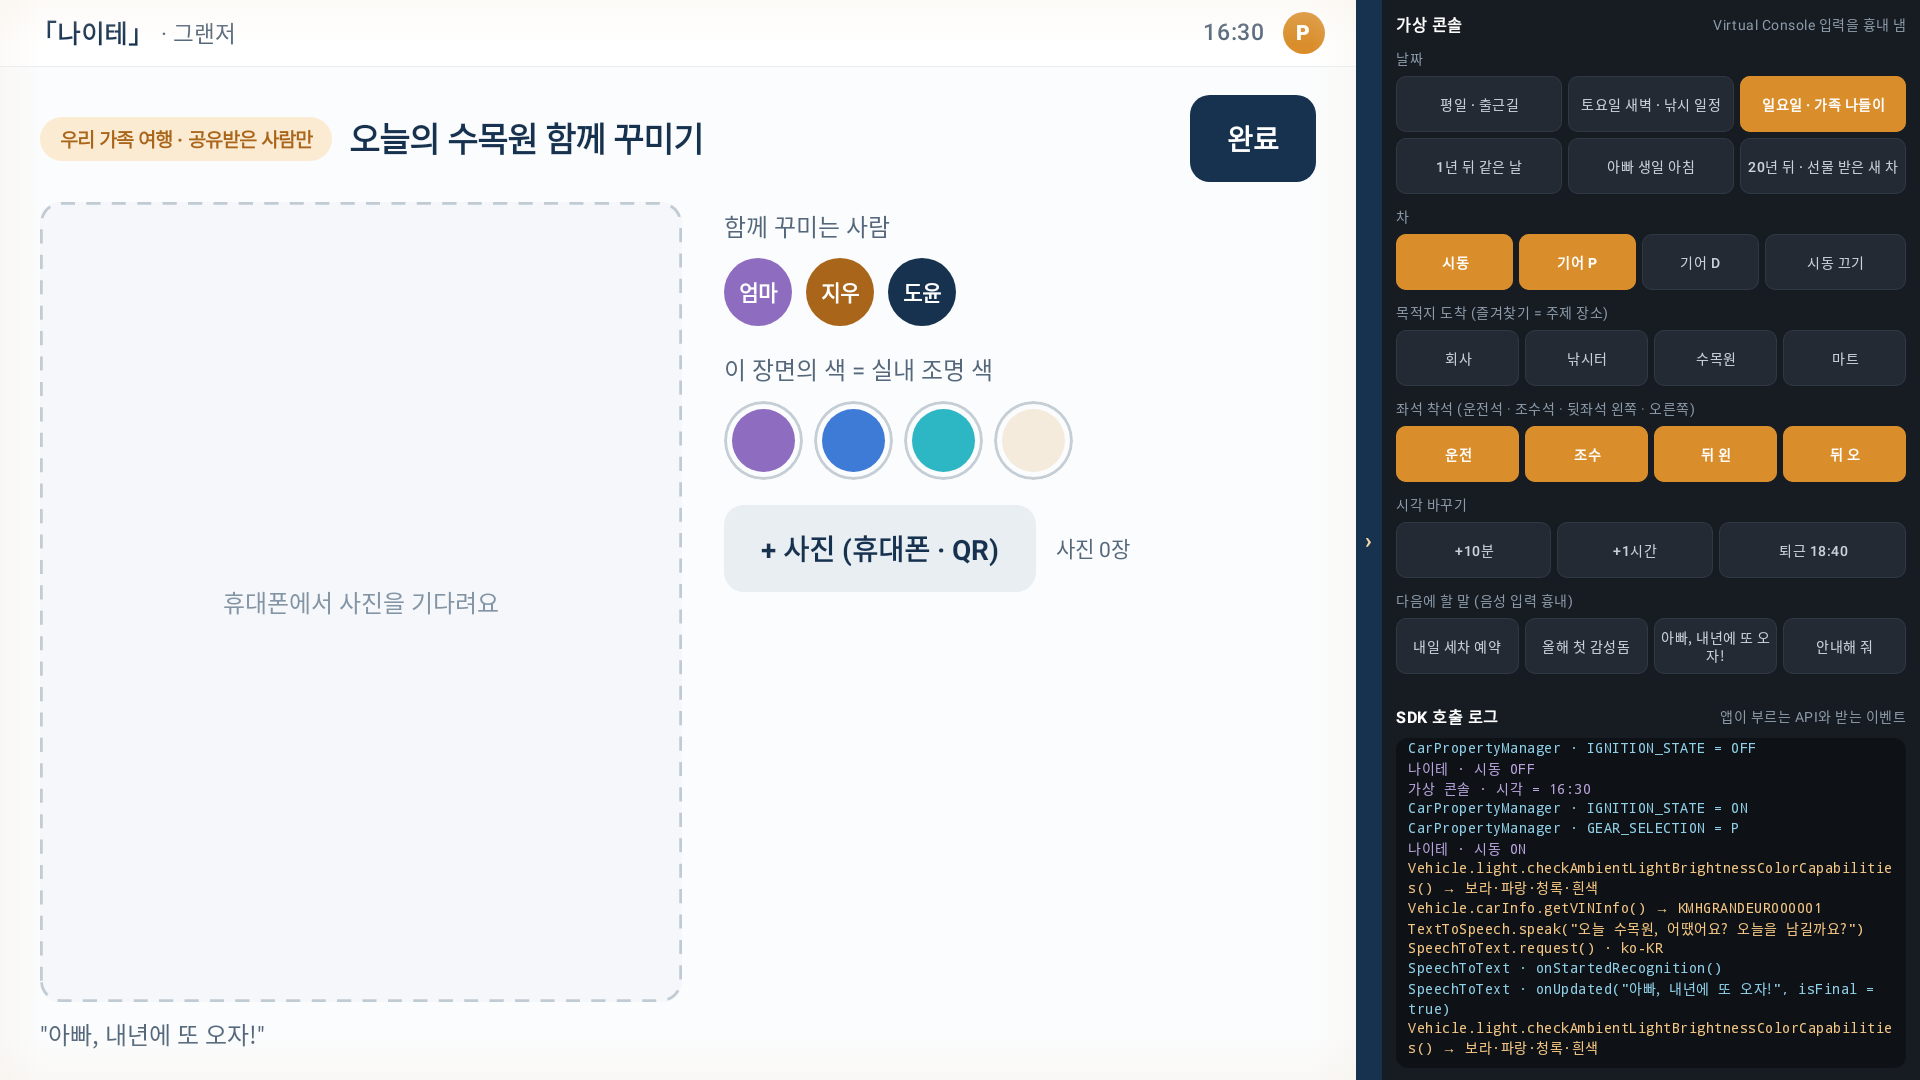 「나이테」 · 그랜저
16:30
P
우리 가족 여행 · 공유받은 사람만
오늘의 수목원 함께 꾸미기
완료
휴대폰에서 사진을 기다려요
"아빠, 내년에 또 오자!"
함께 꾸미는 사람
엄마
지우
도윤
이 장면의 색 = 실내 조명 색
+ 사진 (휴대폰 · QR)
사진 0장
›
가상 콘솔
Virtual Console 입력을 흉내 냄
날짜
평일 · 출근길
토요일 새벽 · 낚시 일정
일요일 · 가족 나들이
1년 뒤 같은 날
아빠 생일 아침
20년 뒤 · 선물 받은 새 차
차
시동
기어 P
기어 D
시동 끄기
목적지 도착 (즐겨찾기 = 주제 장소)
회사
낚시터
수목원
마트
좌석 착석 (운전석 · 조수석 · 뒷좌석 왼쪽 · 오른쪽)
운전
조수
뒤 왼
뒤 오
시각 바꾸기
+10분
+1시간
퇴근 18:40
다음에 할 말 (음성 입력 흉내)
내일 세차 예약
올해 첫 감성돔
아빠, 내년에 또 오
자!
안내해 줘
SDK 호출 로그
앱이 부르는 API와 받는 이벤트
CarPropertyManager · IGNITION_STATE = OFF
나이테 · 시동 OFF
가상 콘솔 · 시각 = 16:30
CarPropertyManager · IGNITION_STATE = ON
CarPropertyManager · GEAR_SELECTION = P
나이테 · 시동 ON
Vehicle.light.checkAmbientLightBrightnessColorCapabilitie
s() → 보라·파랑·청록·흰색
Vehicle.carInfo.getVINInfo() → KMHGRANDEUR000001
TextToSpeech.speak("오늘 수목원, 어땠어요? 오늘을 남길까요?")
SpeechToText.request() · ko-KR
SpeechToText · onStartedRecognition()
SpeechToText · onUpdated("아빠, 내년에 또 오자!", isFinal =
true)
Vehicle.light.checkAmbientLightBrightnessColorCapabilitie
s() → 보라·파랑·청록·흰색